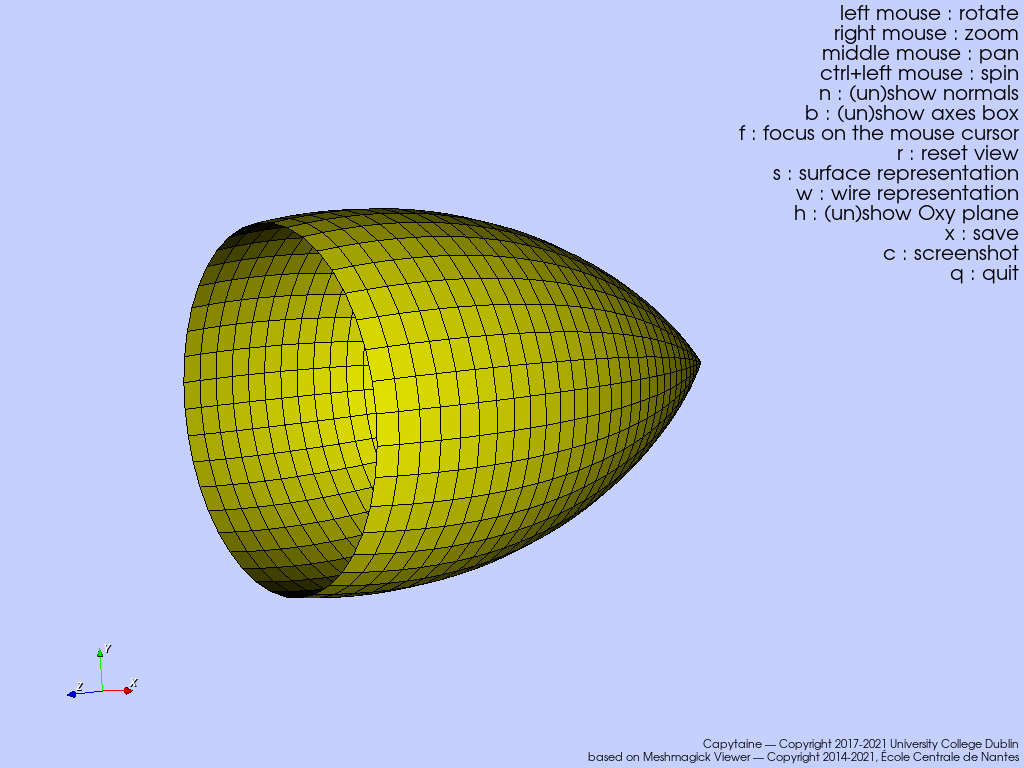 left mouse : rotate
right mouse : zoom
middle mouse : pan
ctrl+left mouse : spin
n : (un)show normals
b : (un)show axes box
f : focus on the mouse cursor
r : reset view
s : surface representation
w : wire representation
h : (un)show Oxy plane
x : save
c : screenshot
q : quit
Y
Z
X
Capytaine — Copyright 2017-2021 University College Dublin
based on Meshmagick Viewer — Copyright 2014-2021, École Centrale de Nantes